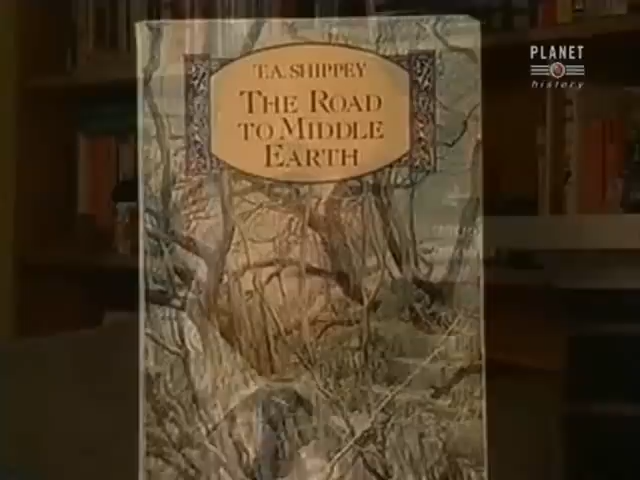 T.A. SHIPPEY
THE ROAD
TO MIDDLE
EARTH
PLANET
history